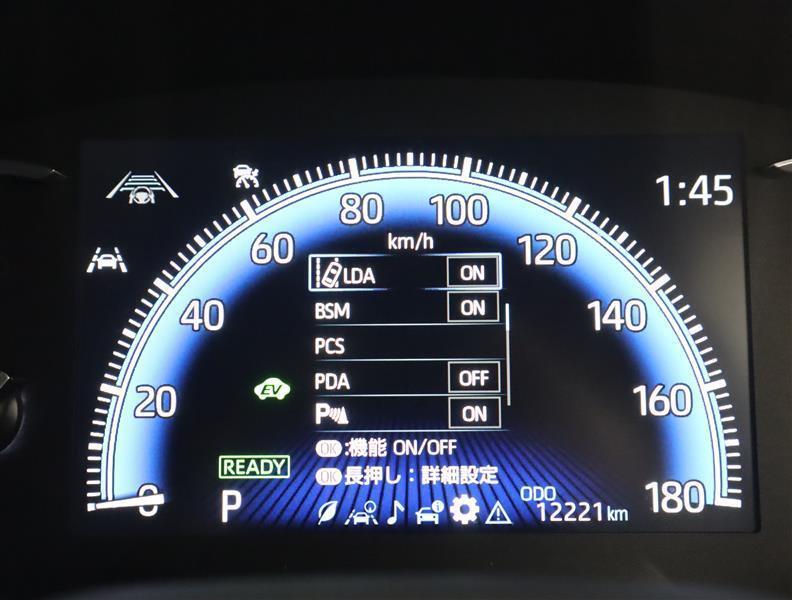 1:45
80 100
60 km/h 120
LDA ON
40 BSM ON 140
PCS
20 EV PDA OFF 160
P ON
OK:機能 ON/OFF
READY OK長押し:詳細設定
ODO
0 P 12221km 180